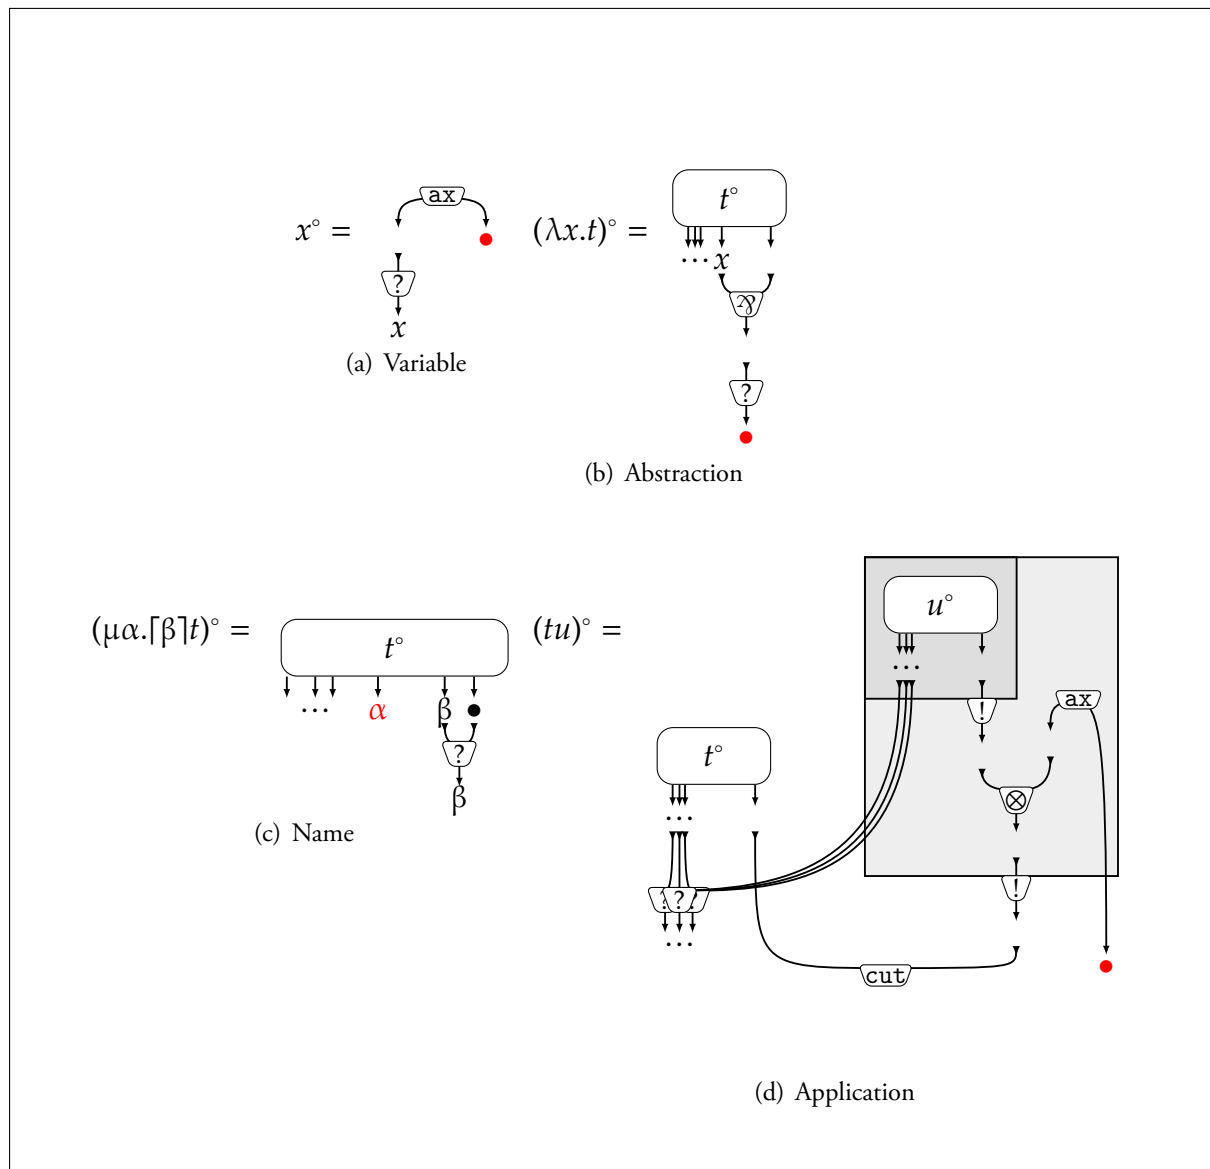 x° =
ax
?
x
(a) Variable
(λx.t)° =
t°
⋯ x
⅋
?
(b) Abstraction
(μα.⌈β⌉t)° =
t°
⋯
α
β
?
β
(c) Name
(tu)° =
u°
⋯
!
ax
t°
⊗
⋯
!
? ? ?
⋯
cut
(d) Application